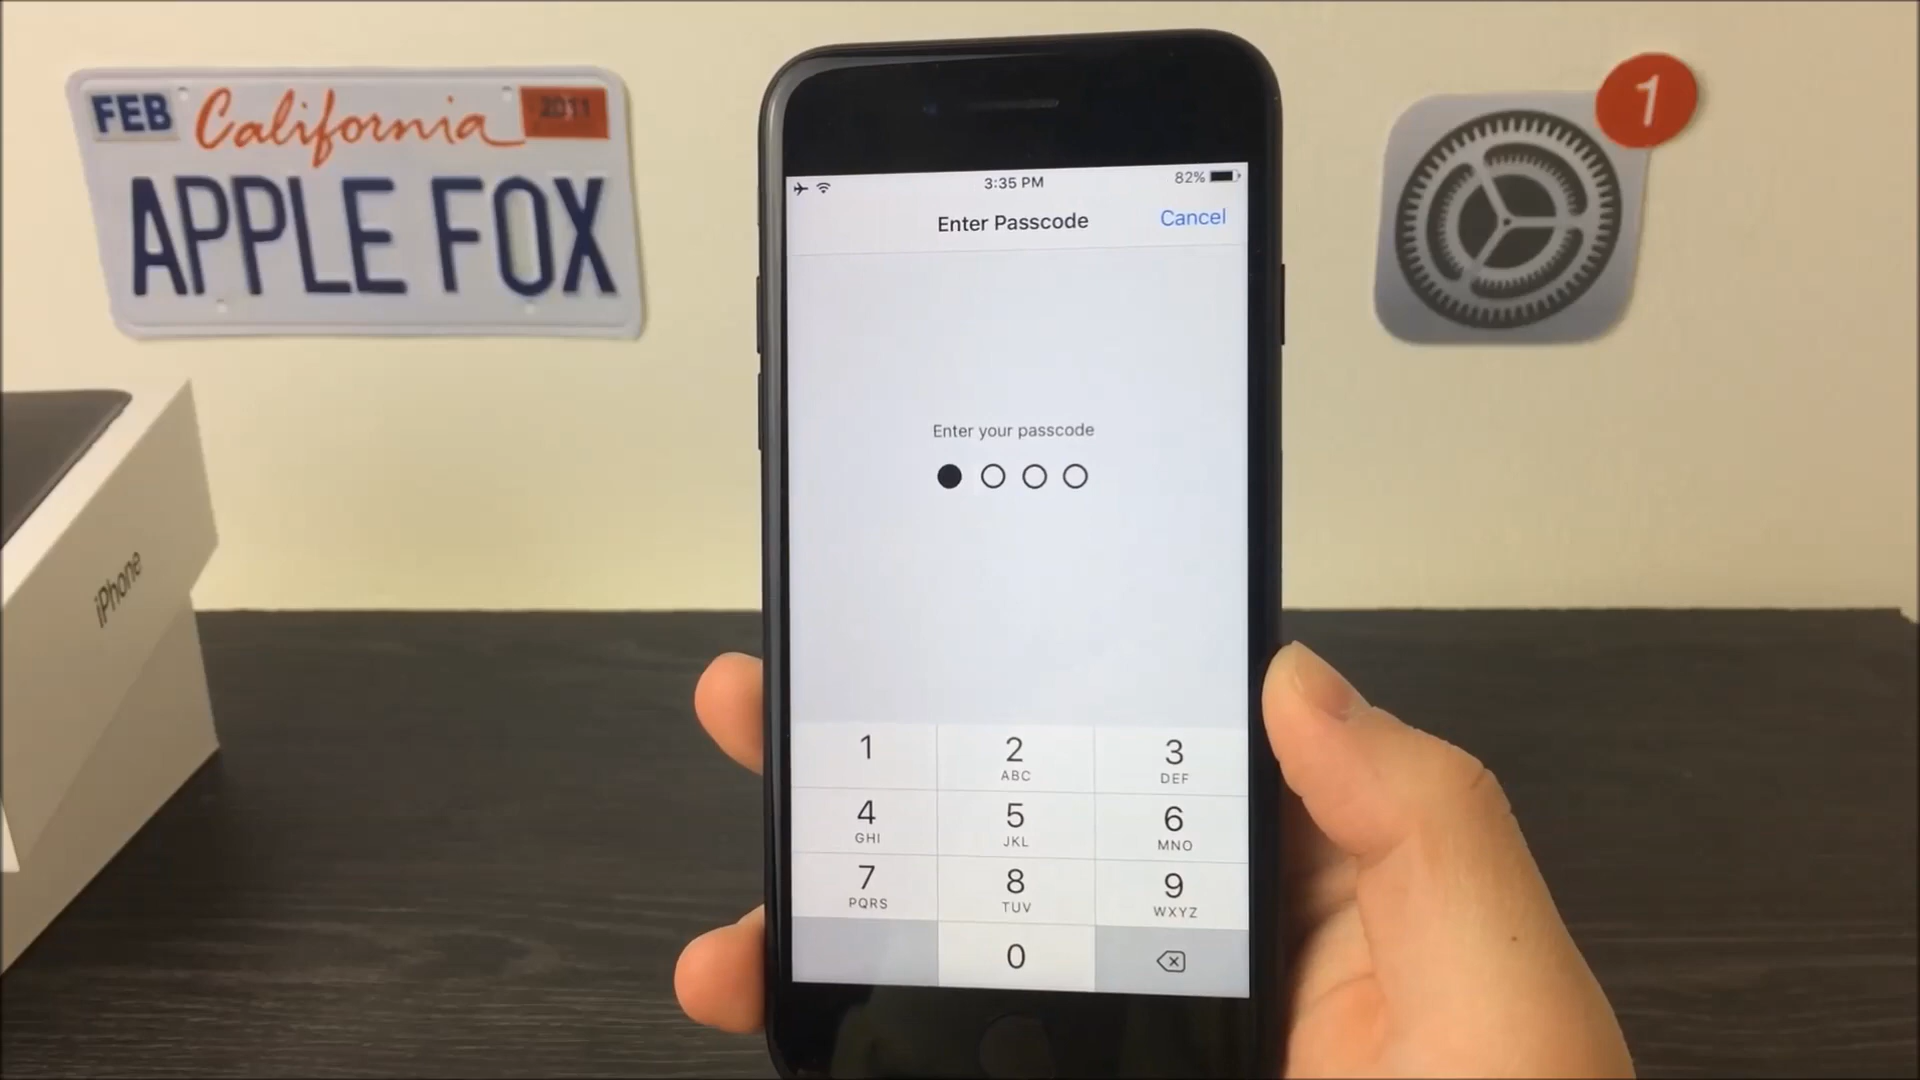 FEB California 2011
APPLE FOX
1
iPhone
3:35 PM
82%
Enter Passcode
Cancel
Enter your passcode
1
2
3
ABC
DEF
4
5
6
GHI
JKL
MNO
7
8
9
PQRS
TUV
WXYZ
0